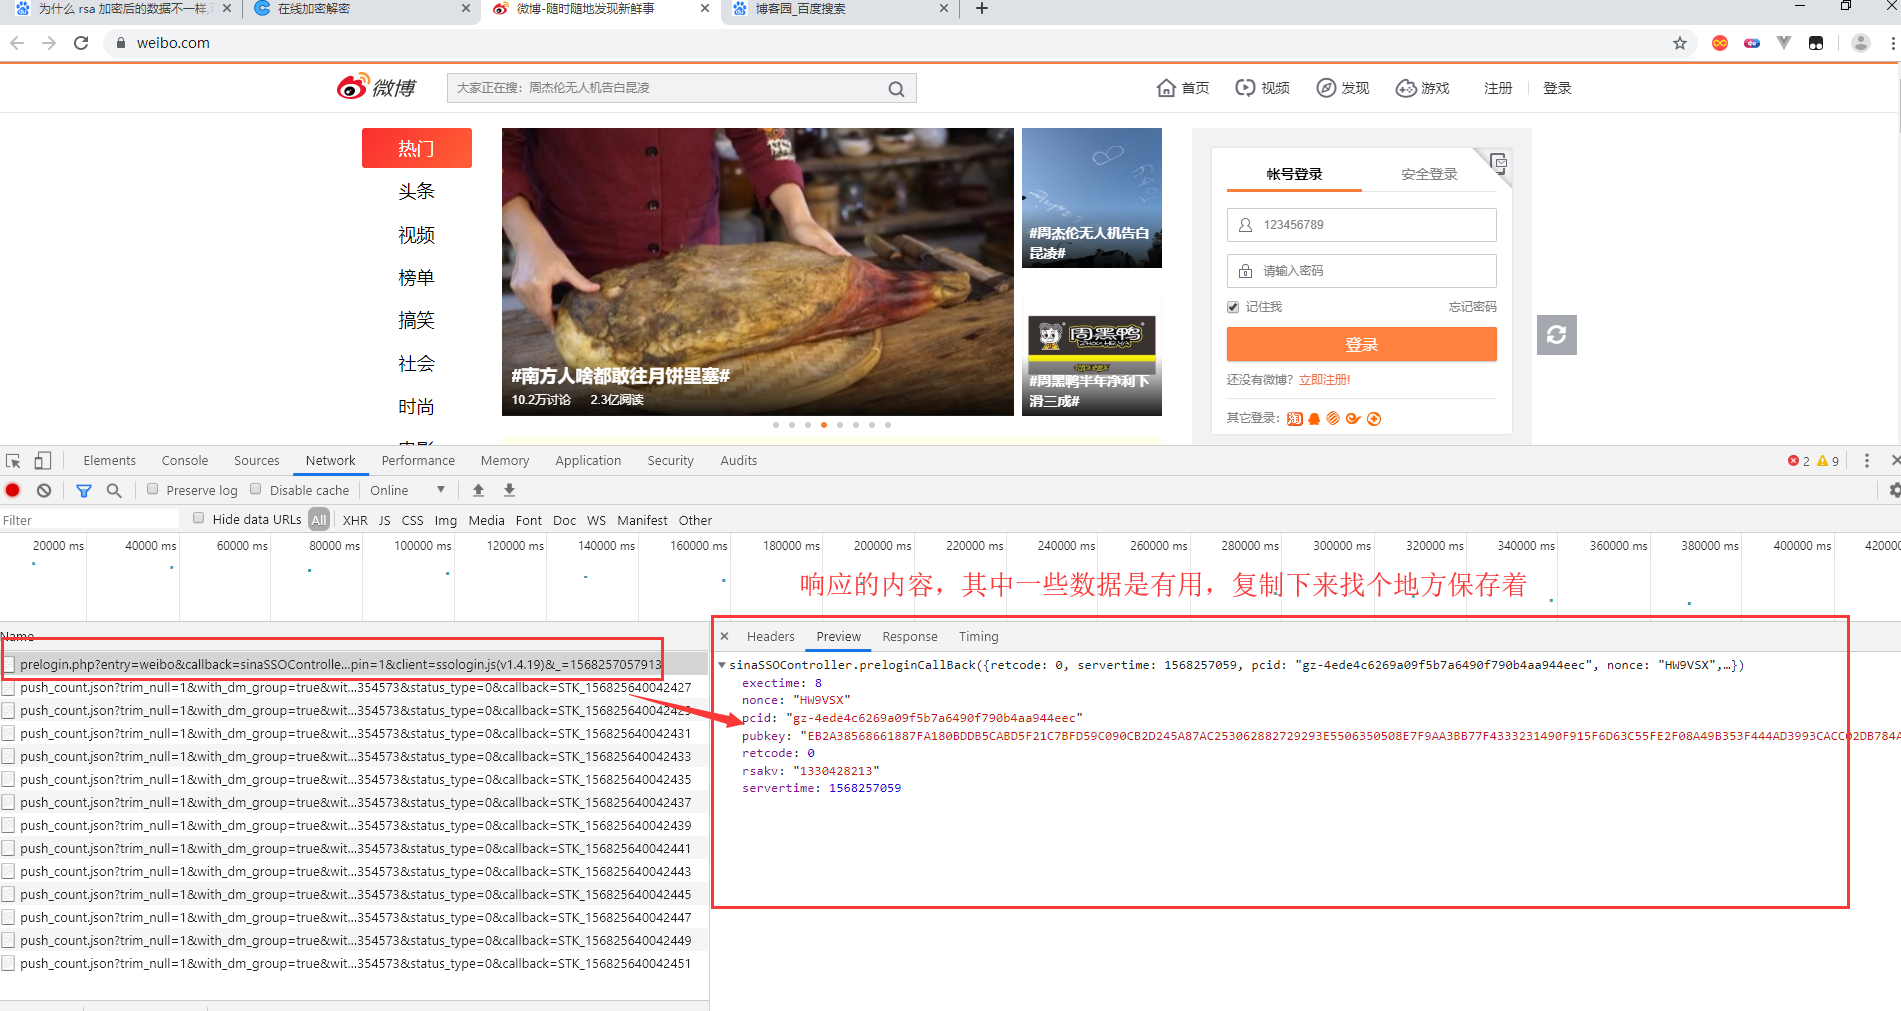 为什么 rsa 加密后的数据不一样,
在线加密解密
微博-随时随地发现新鲜事
博客园_百度搜索
weibo.com
微博
大家正在搜：周杰伦无人机告白昆凌
首页
视频
发现
游戏
注册
登录
热门
头条
视频
榜单
搞笑
社会
时尚
#南方人啥都敢往月饼里塞#
10.2万讨论 2.3亿阅读
#周杰伦无人机告白
昆凌#
周黑鸭
ZHOU HEI YA
#周黑鸭半年净利下
滑三成#
帐号登录
安全登录
123456789
请输入密码
记住我
忘记密码
登录
还没有微博？立即注册!
其它登录：
淘
Elements Console Sources Network Performance Memory Application Security Audits
2 9
Preserve log Disable cache Online
Filter
Hide data URLs All XHR JS CSS Img Media Font Doc WS Manifest Other
20000 ms 40000 ms 60000 ms 80000 ms 100000 ms 120000 ms 140000 ms 160000 ms 180000 ms 200000 ms 220000 ms 240000 ms 260000 ms 280000 ms 300000 ms 320000 ms 340000 ms 360000 ms 380000 ms 400000 ms 420000
响应的内容，其中一些数据是有用，复制下来找个地方保存着
Name
prelogin.php?entry=weibo&callback=sinaSSOControlle...pin=1&client=ssologin.js(v1.4.19)&_=1568257057913
push_count.json?trim_null=1&with_dm_group=true&wit...354573&status_type=0&callback=STK_156825640042427
push_count.json?trim_null=1&with_dm_group=true&wit...354573&status_type=0&callback=STK_156825640042429
push_count.json?trim_null=1&with_dm_group=true&wit...354573&status_type=0&callback=STK_156825640042431
push_count.json?trim_null=1&with_dm_group=true&wit...354573&status_type=0&callback=STK_156825640042433
push_count.json?trim_null=1&with_dm_group=true&wit...354573&status_type=0&callback=STK_156825640042435
push_count.json?trim_null=1&with_dm_group=true&wit...354573&status_type=0&callback=STK_156825640042437
push_count.json?trim_null=1&with_dm_group=true&wit...354573&status_type=0&callback=STK_156825640042439
push_count.json?trim_null=1&with_dm_group=true&wit...354573&status_type=0&callback=STK_156825640042441
push_count.json?trim_null=1&with_dm_group=true&wit...354573&status_type=0&callback=STK_156825640042443
push_count.json?trim_null=1&with_dm_group=true&wit...354573&status_type=0&callback=STK_156825640042445
push_count.json?trim_null=1&with_dm_group=true&wit...354573&status_type=0&callback=STK_156825640042447
push_count.json?trim_null=1&with_dm_group=true&wit...354573&status_type=0&callback=STK_156825640042449
push_count.json?trim_null=1&with_dm_group=true&wit...354573&status_type=0&callback=STK_156825640042451
Headers Preview Response Timing
sinaSSOController.preloginCallBack({retcode: 0, servertime: 1568257059, pcid: "gz-4ede4c6269a09f5b7a6490f790b4aa944eec", nonce: "HW9VSX",…})
exectime: 8
nonce: "HW9VSX"
pcid: "gz-4ede4c6269a09f5b7a6490f790b4aa944eec"
pubkey: "EB2A38568661887FA180BDDB5CABD5F21C7BFD59C090CB2D245A87AC253062882729293E5506350508E7F9AA3BB77F4333231490F915F6D63C55FE2F08A49B353F444AD3993CACC02DB784A
retcode: 0
rsakv: "1330428213"
servertime: 1568257059